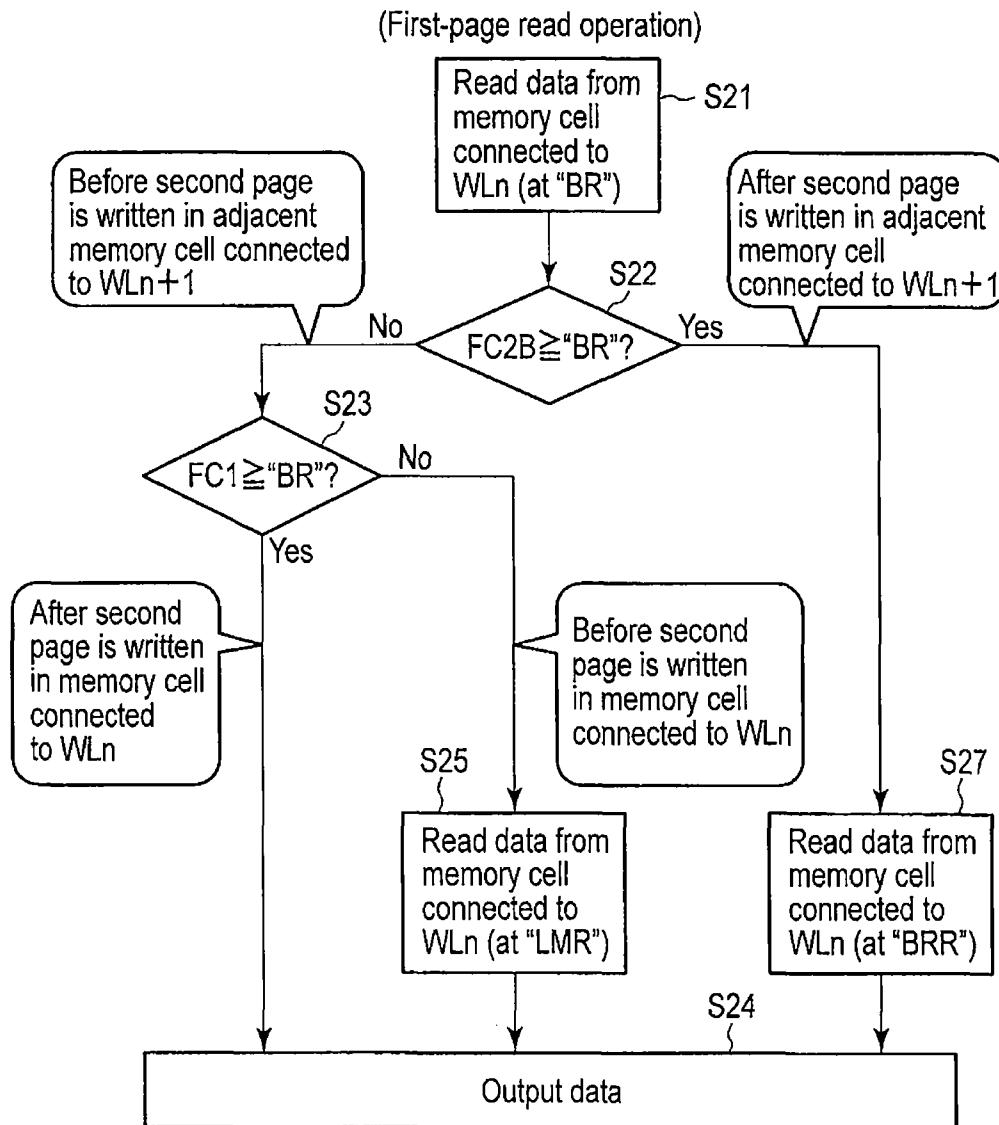 (First-page read operation)
Read data from
memory cell
connected to
WLn (at “BR”)
S21
Before second page
is written in adjacent
memory cell connected
to WLn+1
After second page
is written in adjacent
memory cell
connected to WLn+1
S22
No
FC2B≧“BR”?
Yes
S23
FC1≧“BR”?
No
Yes
After second
page is written
in memory cell
connected
to WLn
Before second
page is written
in memory cell
connected to WLn
S25
Read data from
memory cell
connected to
WLn (at “LMR”)
S27
Read data from
memory cell
connected to
WLn (at “BRR”)
S24
Output data